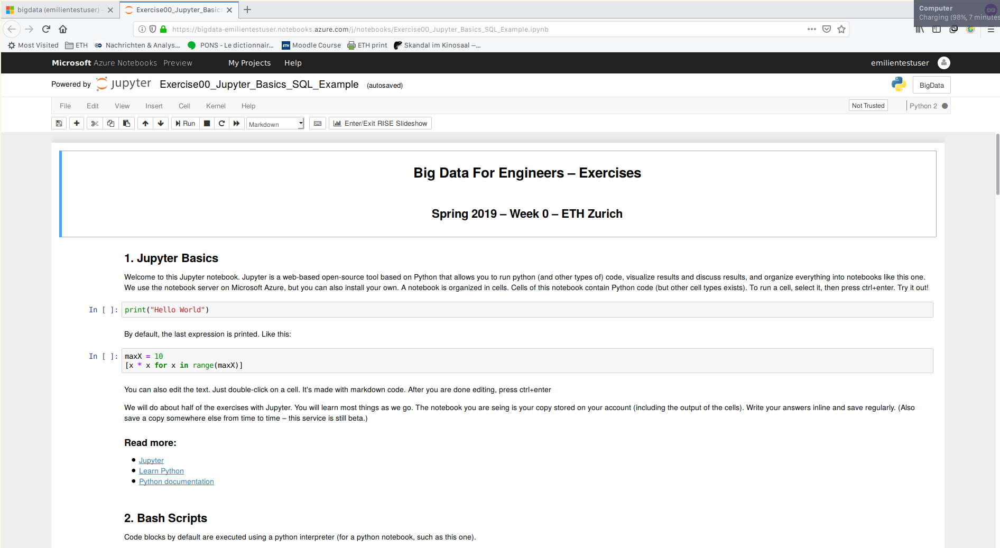 bigdata (emilientestuser) -
Exercise00_Jupyter_Basics
Computer
Charging (98%, 7 minutes
https://bigdata-emilientestuser.notebooks.azure.com/j/notebooks/Exercise00_Jupyter_Basics_SQL_Example.ipynb
Most Visited ETH Nachrichten & Analys... PONS - Le dictionnair... ETH Moodle Course ETH print Skandal im Kinosaal —...
Microsoft Azure Notebooks Preview My Projects Help emilientestuser
Powered by jupyter Exercise00_Jupyter_Basics_SQL_Example (autosaved) BigData
File Edit View Insert Cell Kernel Help Not Trusted Python 2
Run Markdown Enter/Exit RISE Slideshow
Big Data For Engineers – Exercises
Spring 2019 – Week 0 – ETH Zurich
1. Jupyter Basics
Welcome to this Jupyter notebook. Jupyter is a web-based open-source tool based on Python that allows you to run python (and other types of) code, visualize results and discuss results, and organize everything into notebooks like this one.
We use the notebook server on Microsoft Azure, but you can also install your own. A notebook is organized in cells. Cells of this notebook contain Python code (but other cell types exists). To run a cell, select it, then press ctrl+enter. Try it out!
In [ ]: print("Hello World")
By default, the last expression is printed. Like this:
In [ ]: maxX = 10
[x * x for x in range(maxX)]
You can also edit the text. Just double-click on a cell. It's made with markdown code. After you are done editing, press ctrl+enter
We will do about half of the exercises with Jupyter. You will learn most things as we go. The notebook you are seing is your copy stored on your account (including the output of the cells). Write your answers inline and save regularly. (Also
save a copy somewhere else from time to time – this service is still beta.)
Read more:
Jupyter
Learn Python
Python documentation
2. Bash Scripts
Code blocks by default are executed using a python interpreter (for a python notebook, such as this one).